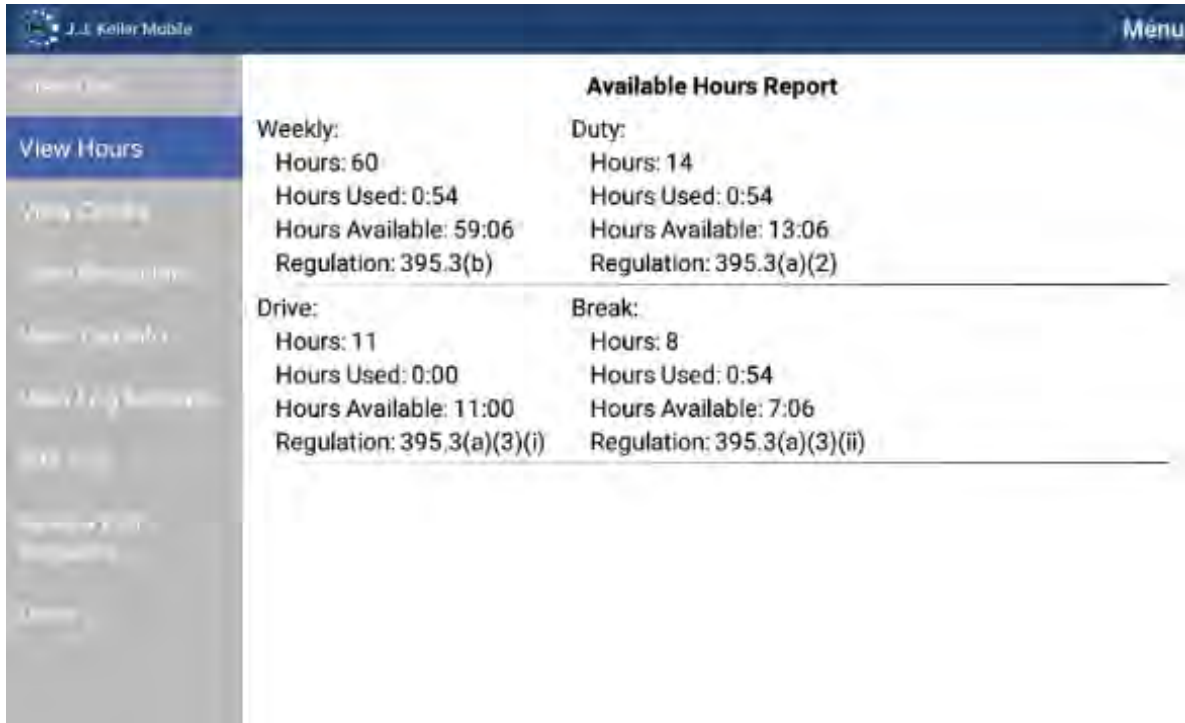 J.J. Keller Mobile
Menu
View Hours
Available Hours Report
Weekly:
Hours: 60
Hours Used: 0:54
Hours Available: 59:06
Regulation: 395.3(b)
Duty:
Hours: 14
Hours Used: 0:54
Hours Available: 13:06
Regulation: 395.3(a)(2)
Drive:
Hours: 11
Hours Used: 0:00
Hours Available: 11:00
Regulation: 395.3(a)(3)(i)
Break:
Hours: 8
Hours Used: 0:54
Hours Available: 7:06
Regulation: 395.3(a)(3)(ii)